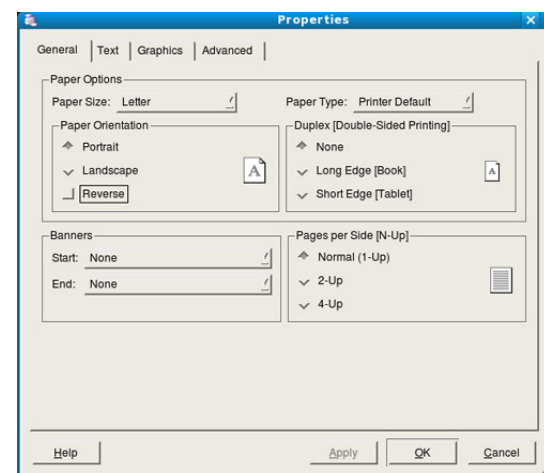 Properties
General Text Graphics Advanced
Paper Options
Paper Size: Letter Paper Type: Printer Default
Paper Orientation Duplex [Double-Sided Printing]
Portrait None
Landscape A Long Edge [Book] A
Reverse Short Edge [Tablet]
Banners Pages per Side [N-Up]
Start: None Normal (1-Up)
2-Up
End: None
4-Up
Help Apply OK Cancel